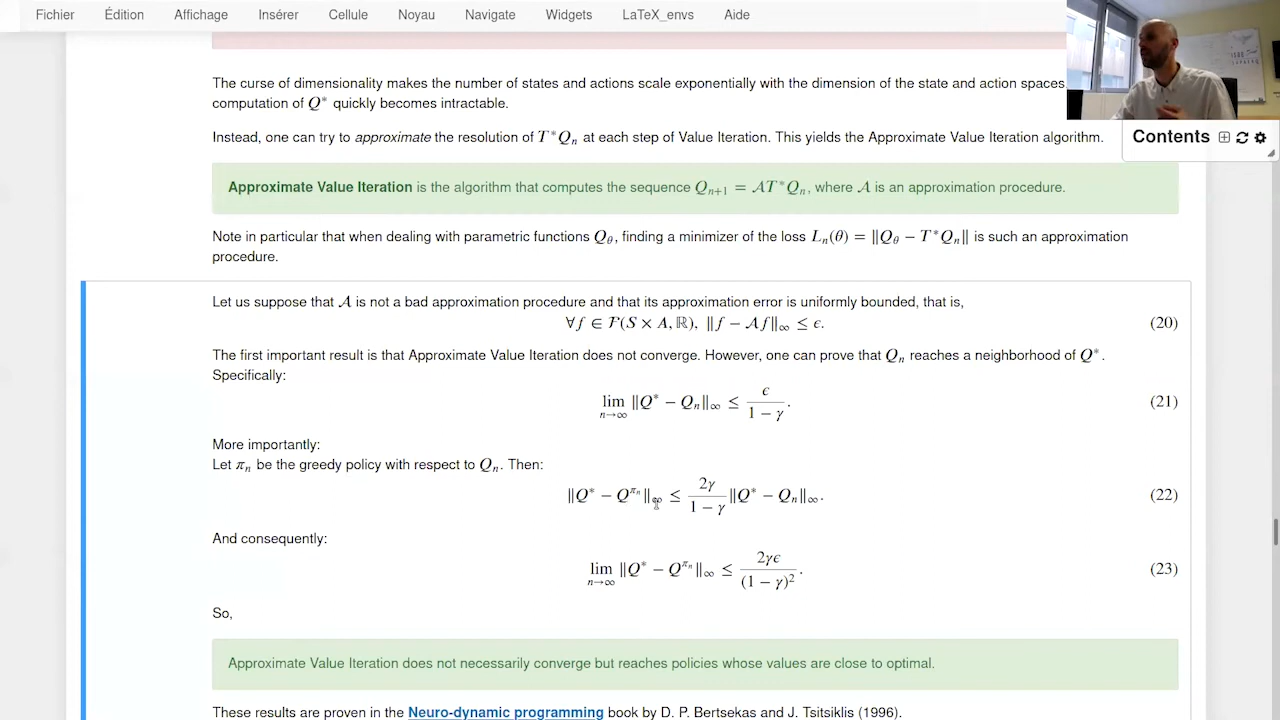 Fichier Édition Affichage Insérer Cellule Noyau Navigate Widgets LaTeX_envs Aide
The curse of dimensionality makes the number of states and actions scale exponentially with the dimension of the state and action spaces,
computation of Q* quickly becomes intractable.
Contents
Instead, one can try to approximate the resolution of T*Qₙ at each step of Value Iteration. This yields the Approximate Value Iteration algorithm.
Approximate Value Iteration is the algorithm that computes the sequence Qₙ₊₁ = 𝒜T*Qₙ, where 𝒜 is an approximation procedure.
Note in particular that when dealing with parametric functions Q_θ, finding a minimizer of the loss Lₙ(θ) = ‖Q_θ − T*Qₙ‖ is such an approximation
procedure.
Let us suppose that 𝒜 is not a bad approximation procedure and that its approximation error is uniformly bounded, that is,
∀f ∈ ℱ(S × A, ℝ), ‖f − 𝒜f‖_∞ ≤ ϵ. (20)
The first important result is that Approximate Value Iteration does not converge. However, one can prove that Qₙ reaches a neighborhood of Q*.
Specifically:
lim_{n→∞} ‖Q* − Qₙ‖_∞ ≤ ϵ/(1 − γ). (21)
More importantly:
Let πₙ be the greedy policy with respect to Qₙ. Then:
‖Q* − Q^{πₙ}‖_∞ ≤ 2γ/(1 − γ) ‖Q* − Qₙ‖_∞. (22)
And consequently:
lim_{n→∞} ‖Q* − Q^{πₙ}‖_∞ ≤ 2γϵ/(1 − γ)². (23)
So,
Approximate Value Iteration does not necessarily converge but reaches policies whose values are close to optimal.
These results are proven in the Neuro-dynamic programming book by D. P. Bertsekas and J. Tsitsiklis (1996).